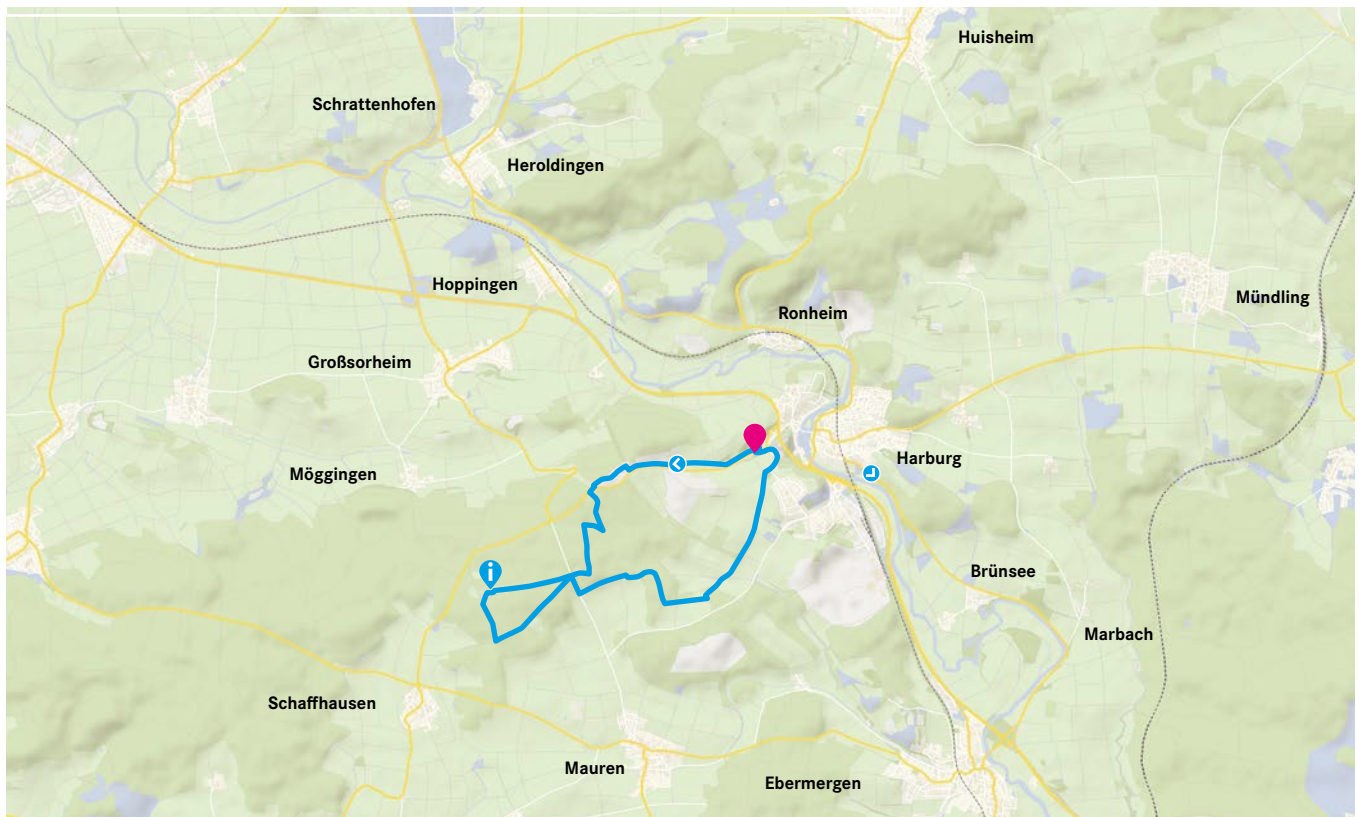 Huisheim
Schrattenhofen
Heroldingen
Hoppingen
Mündling
Ronheim
Großsorheim
Harburg
Möggingen
Brünsee
Marbach
Schaffhausen
Mauren
Ebermergen